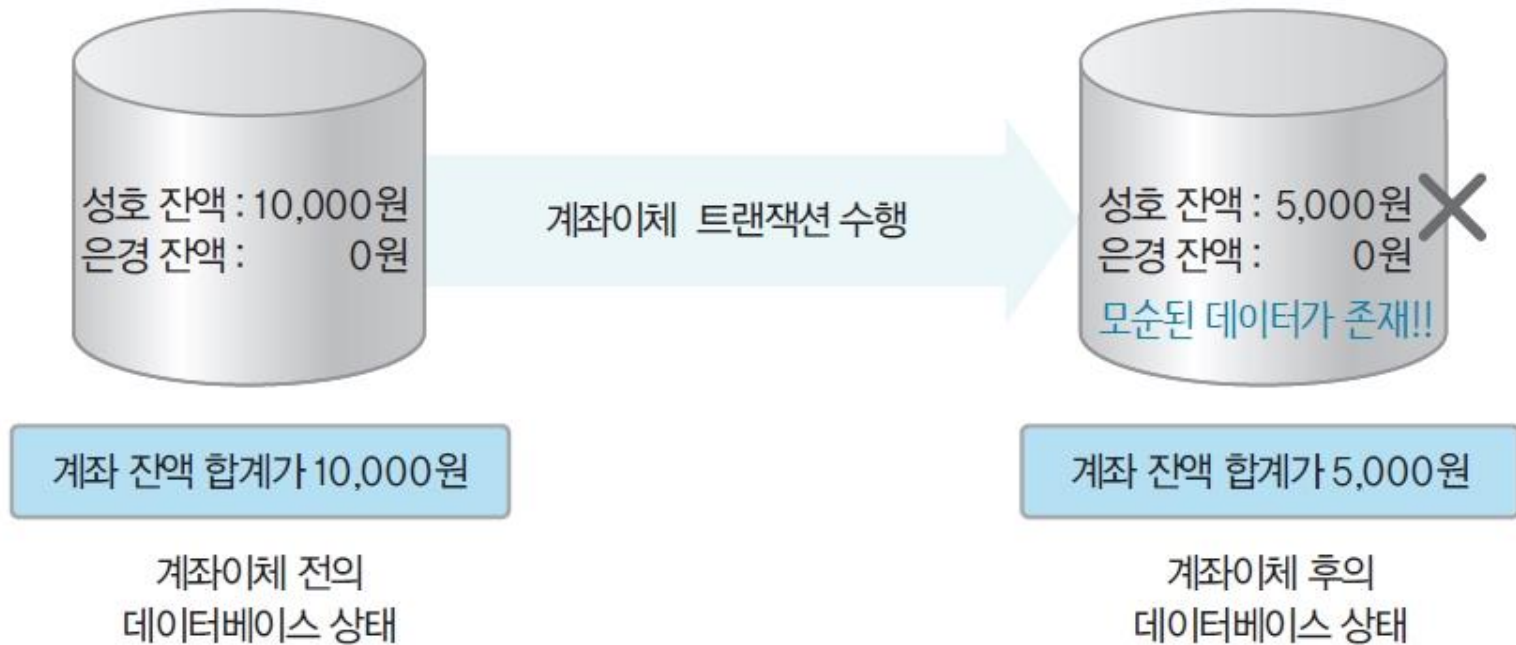 성호 잔액 : 10,000원
은경 잔액 : 0원
계좌이체 트랜잭션 수행
성호 잔액 : 5,000원
은경 잔액 : 0원
모순된 데이터가 존재!!
계좌 잔액 합계가 10,000원
계좌 잔액 합계가 5,000원
계좌이체 전의
데이터베이스 상태
계좌이체 후의
데이터베이스 상태